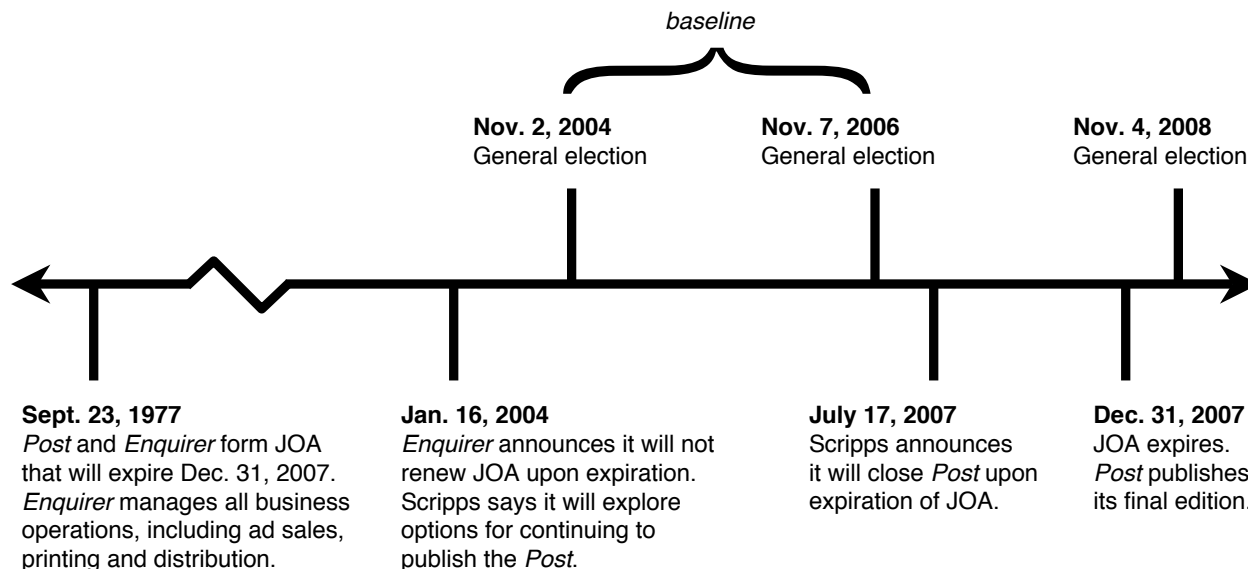 baseline
Nov. 2, 2004
General election
Nov. 7, 2006
General election
Nov. 4, 2008
General election
Sept. 23, 1977
Post and Enquirer form JOA
that will expire Dec. 31, 2007.
Enquirer manages all business
operations, including ad sales,
printing and distribution.
Jan. 16, 2004
Enquirer announces it will not
renew JOA upon expiration.
Scripps says it will explore
options for continuing to
publish the Post.
July 17, 2007
Scripps announces
it will close Post upon
expiration of JOA.
Dec. 31, 2007
JOA expires.
Post publishes
its final edition.